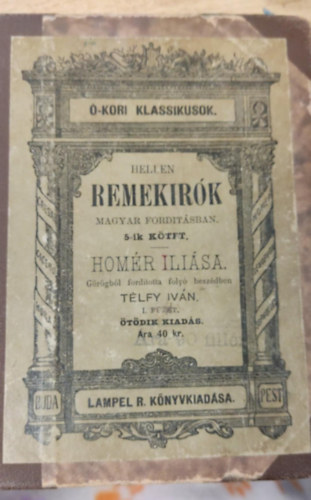 Ó-KORI KLASSIKUSOK.
HELLEN
REMEKIRÓK
MAGYAR FORDITÁSBAN.
5-ik KÖTET,
HOMÉR ILIÁSA.
Görögből fordította folyó beszédben
TÉLFY IVÁN,
I. FÜZET.
ÖTÖDIK KIADÁS.
Ára 40 kr.
BUDA
PEST
LAMPEL R. KÖNYVKIADÁSA.